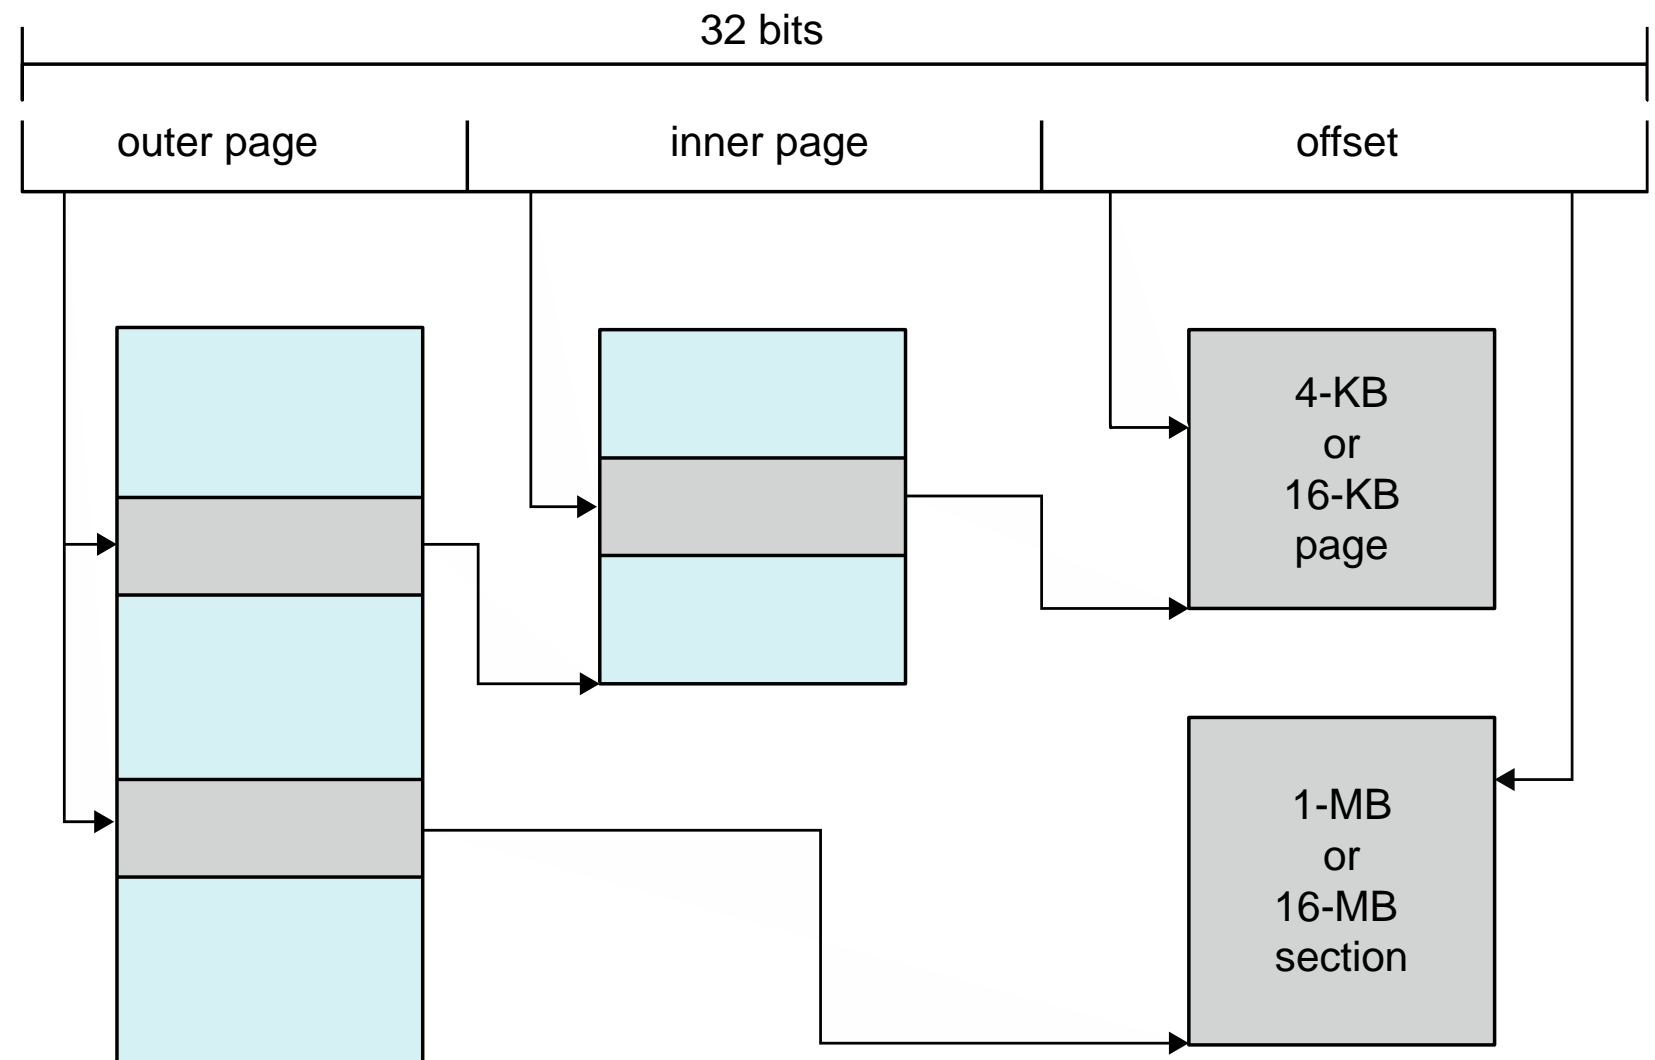 32 bits
outer page
inner page
offset
4-KB
or
16-KB
page
1-MB
or
16-MB
section